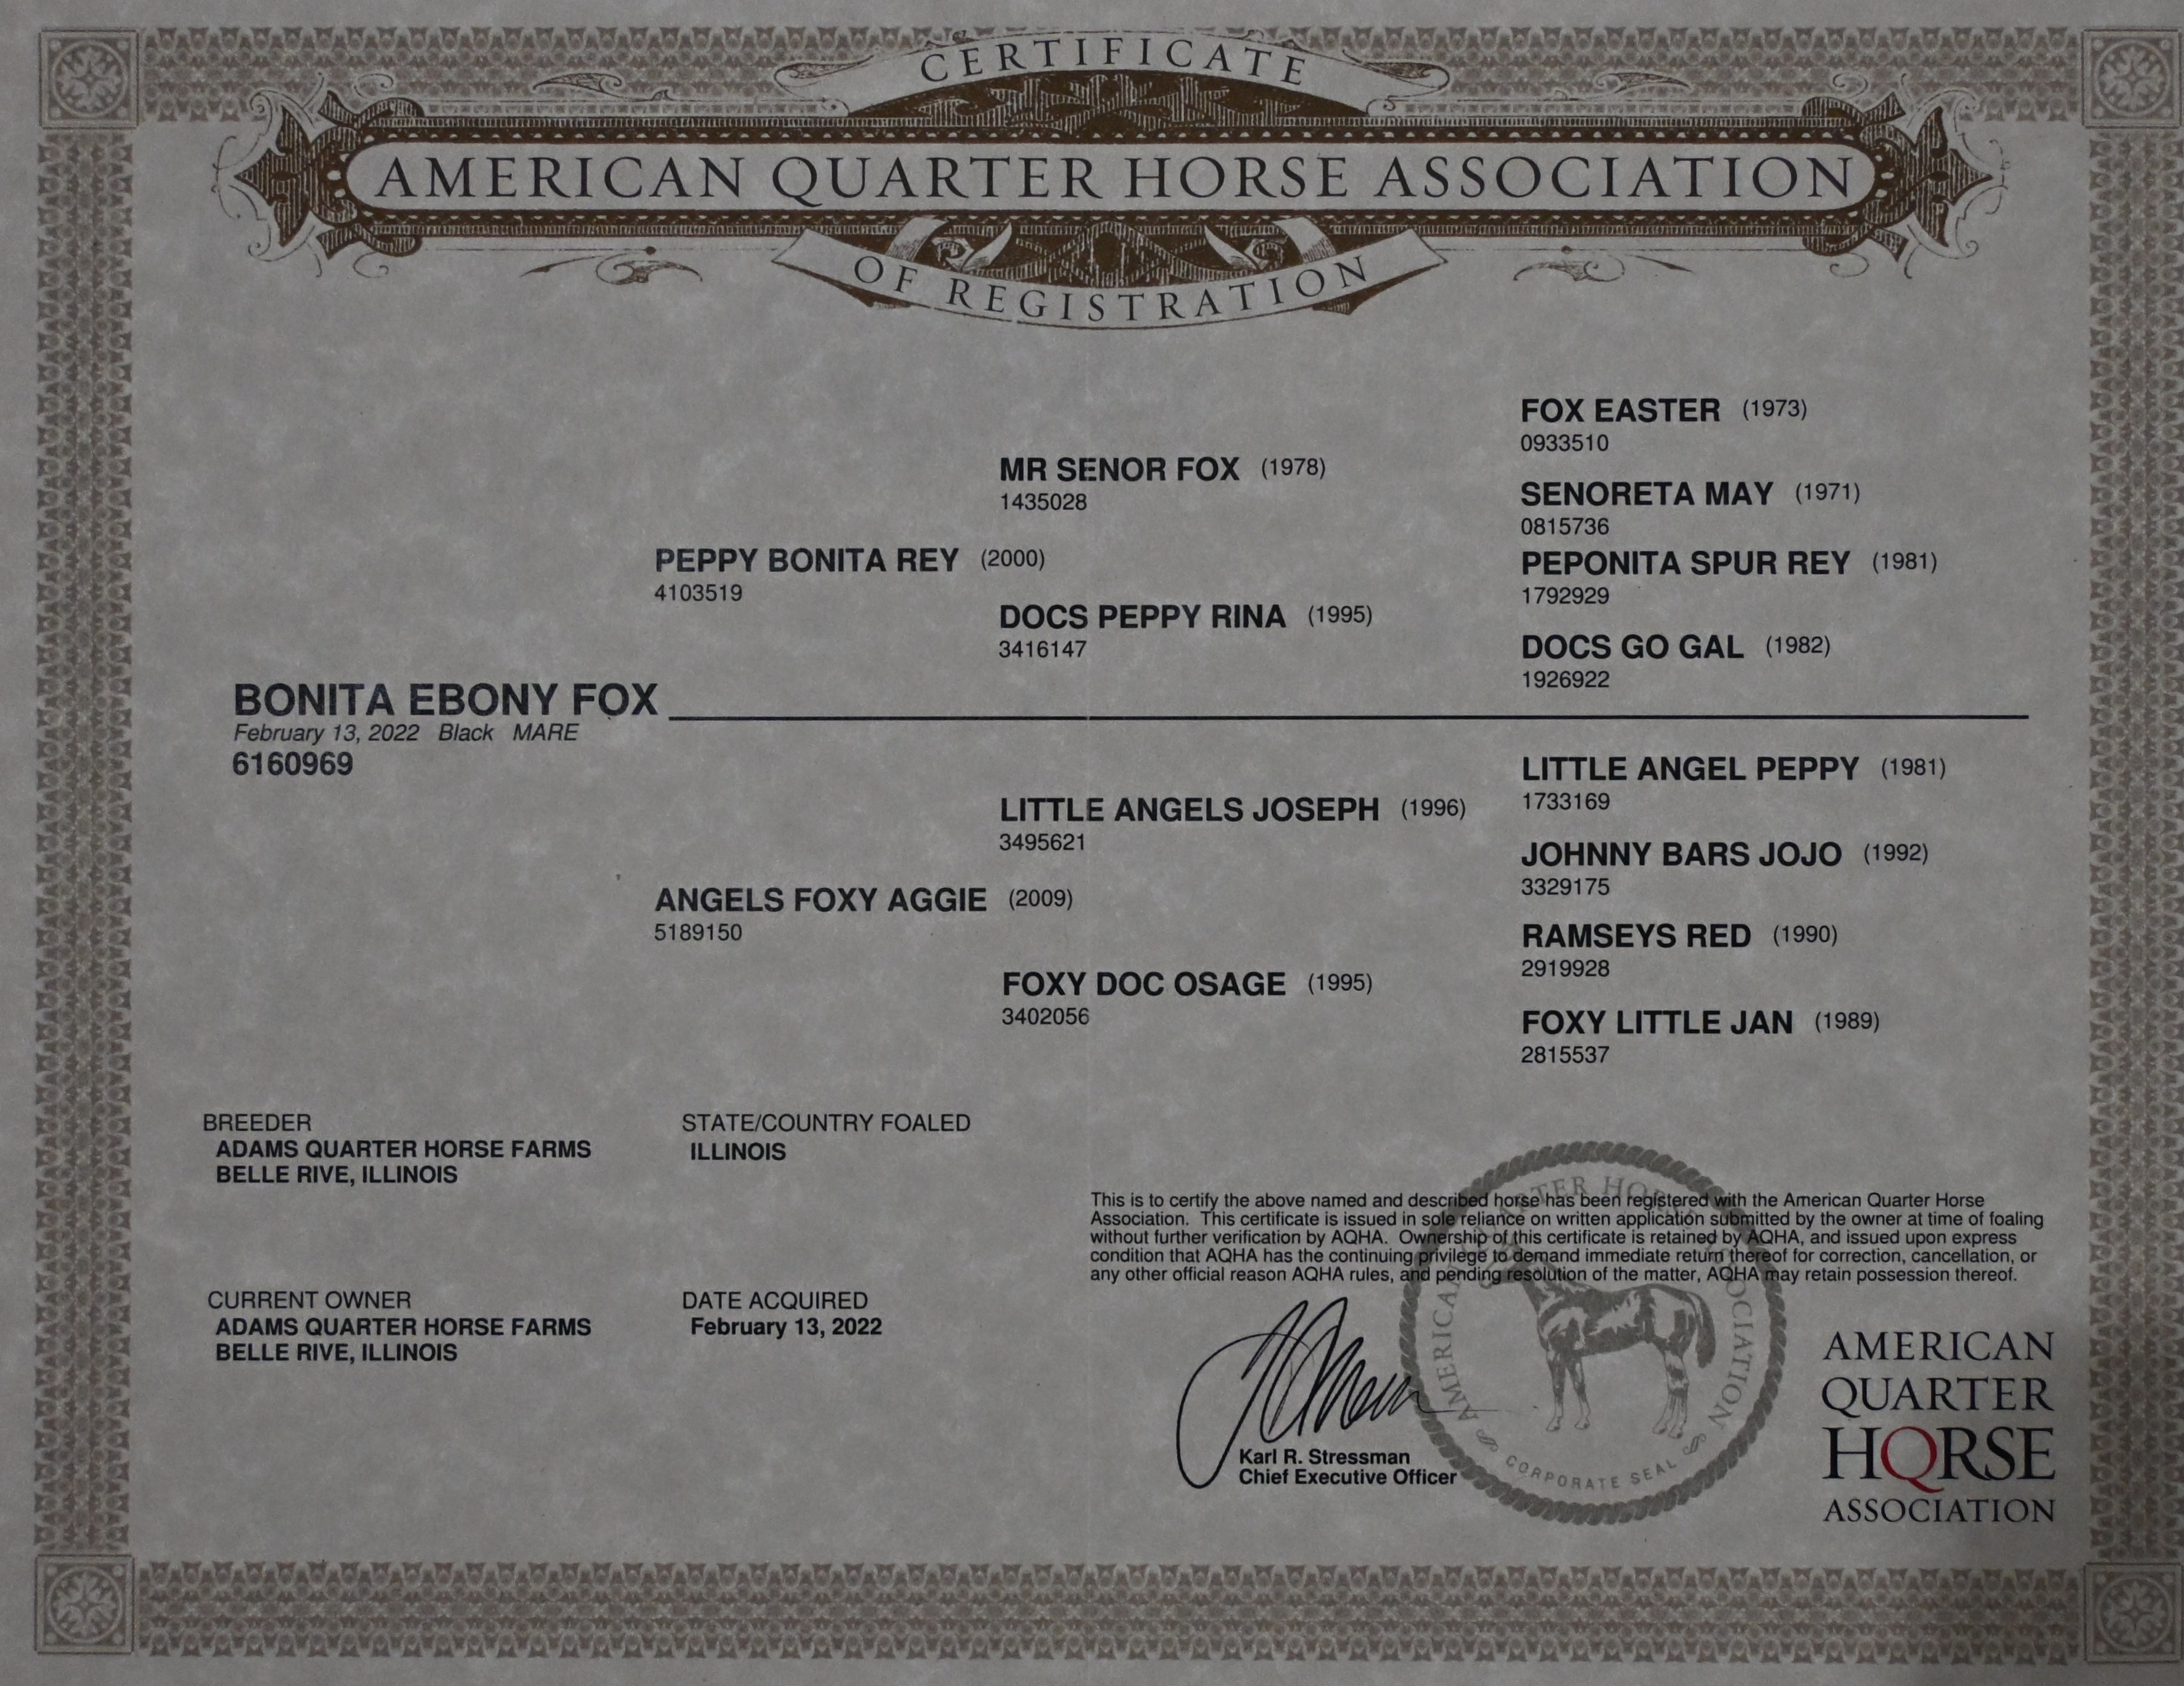 CERTIFICATE
AMERICAN QUARTER HORSE ASSOCIATION
OF REGISTRATION
FOX EASTER (1973)
0933510
MR SENOR FOX (1978)
1435028
SENORETA MAY (1971)
0815736
PEPPY BONITA REY (2000)
4103519
PEPONITA SPUR REY (1981)
1792929
DOCS PEPPY RINA (1995)
3416147
DOCS GO GAL (1982)
1926922
BONITA EBONY FOX
February 13, 2022 Black MARE
6160969
LITTLE ANGEL PEPPY (1981)
1733169
LITTLE ANGELS JOSEPH (1996)
3495621
JOHNNY BARS JOJO (1992)
3329175
ANGELS FOXY AGGIE (2009)
5189150
RAMSEYS RED (1990)
2919928
FOXY DOC OSAGE (1995)
3402056
FOXY LITTLE JAN (1989)
2815537
BREEDER
ADAMS QUARTER HORSE FARMS
BELLE RIVE, ILLINOIS
STATE/COUNTRY FOALED
ILLINOIS
CURRENT OWNER
ADAMS QUARTER HORSE FARMS
BELLE RIVE, ILLINOIS
DATE ACQUIRED
February 13, 2022
This is to certify the above named and described horse has been registered with the American Quarter Horse
Association. This certificate is issued in sole reliance on written application submitted by the owner at time of foaling
without further verification by AQHA. Ownership of this certificate is retained by AQHA, and issued upon express
condition that AQHA has the continuing privilege to demand immediate return thereof for correction, cancellation, or
any other official reason AQHA rules, and pending resolution of the matter, AQHA may retain possession thereof.
Karl R. Stressman
Chief Executive Officer
AMERICAN QUARTER HORSE ASSOCIATION
CORPORATE SEAL
AMERICAN
QUARTER
HORSE
ASSOCIATION